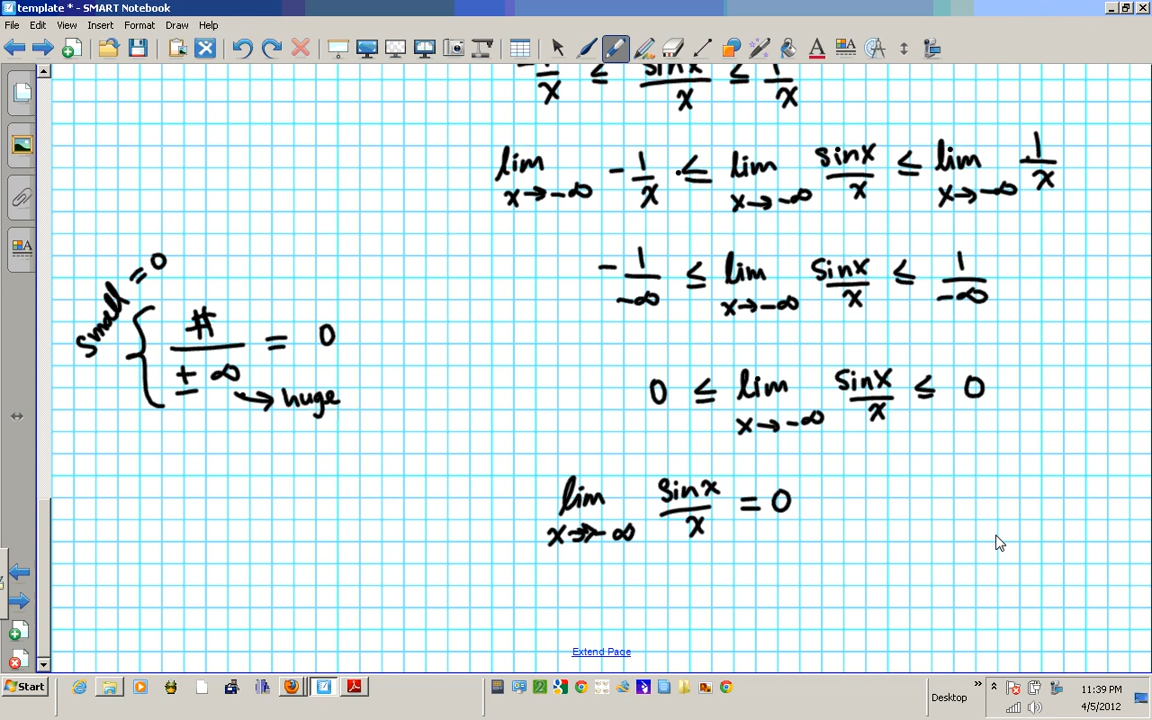 template * - SMART Notebook
File Edit View Insert Format Draw Help
-1/x ≤ sinx/x ≤ 1/x
lim x→-∞ -1/x ≤ lim x→-∞ sinx/x ≤ lim x→-∞ 1/x
-1/-∞ ≤ lim x→-∞ sinx/x ≤ 1/-∞
small = 0 { #/±∞ = 0
→ huge
0 ≤ lim x→-∞ sinx/x ≤ 0
lim x→-∞ sinx/x = 0
Extend Page
Start
Desktop
11:39 PM
4/5/2012